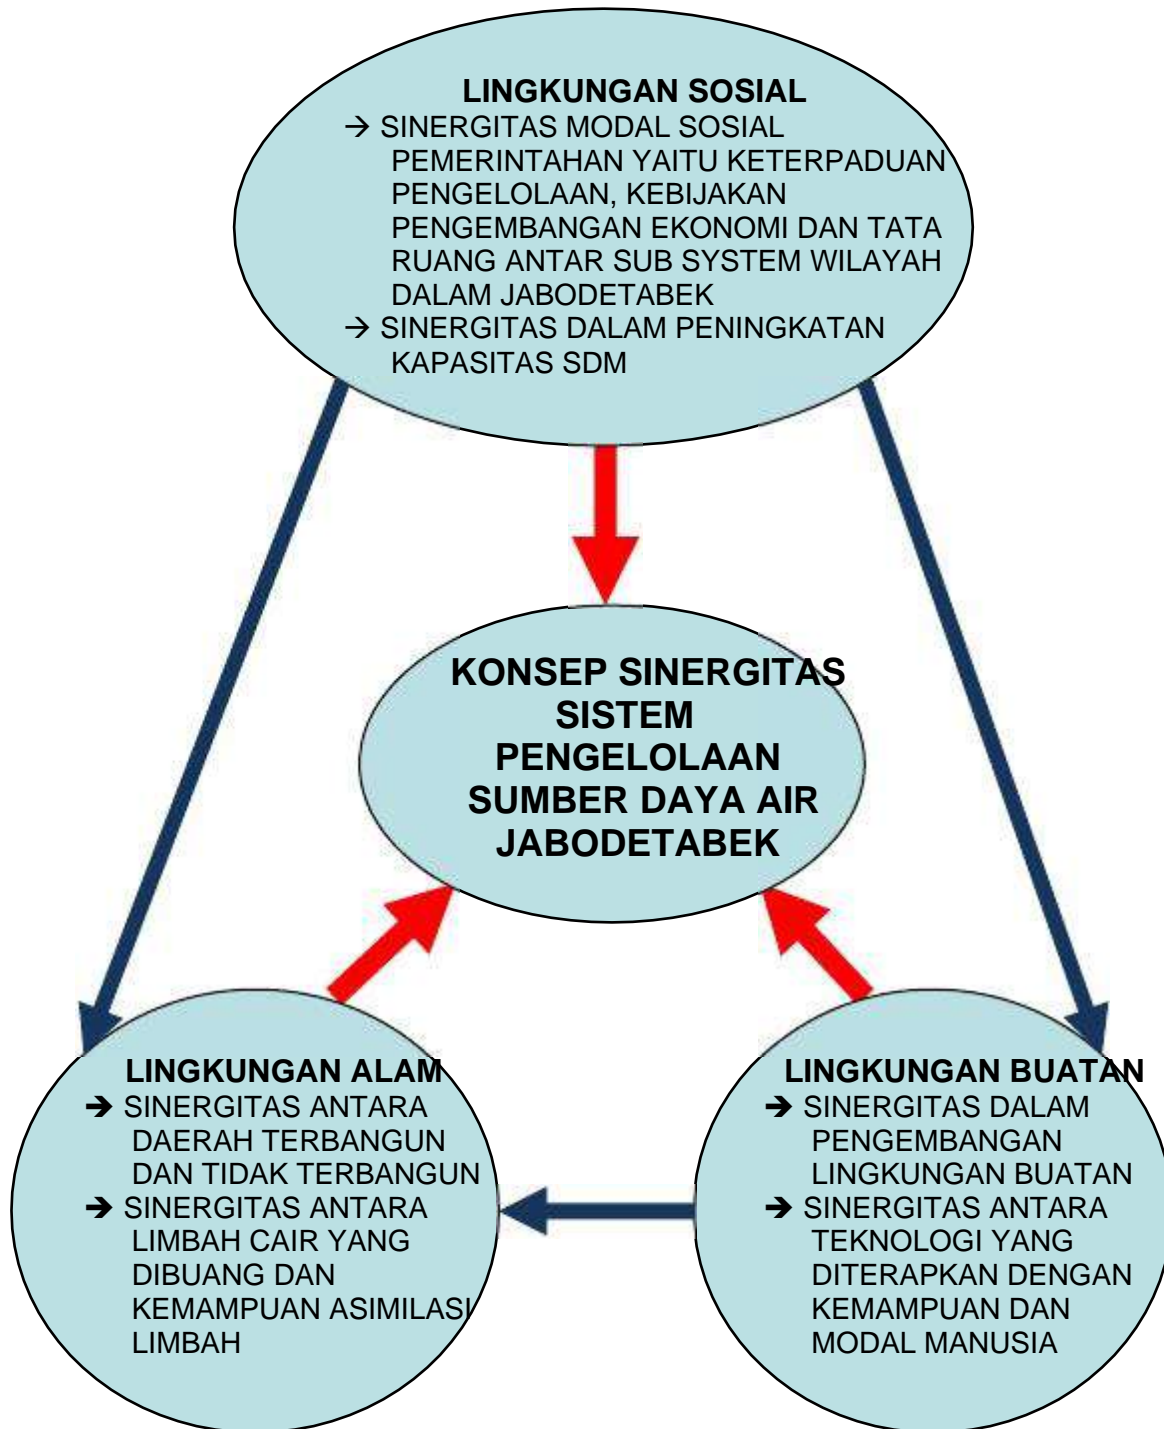 LINGKUNGAN SOSIAL
→ SINERGITAS MODAL SOSIAL
PEMERINTAHAN YAITU KETERPADUAN
PENGELOLAAN, KEBIJAKAN
PENGEMBANGAN EKONOMI DAN TATA
RUANG ANTAR SUB SYSTEM WILAYAH
DALAM JABODETABEK
→ SINERGITAS DALAM PENINGKATAN
KAPASITAS SDM
KONSEP SINERGITAS
SISTEM
PENGELOLAAN
SUMBER DAYA AIR
JABODETABEK
LINGKUNGAN ALAM
➔ SINERGITAS ANTARA
DAERAH TERBANGUN
DAN TIDAK TERBANGUN
➔ SINERGITAS ANTARA
LIMBAH CAIR YANG
DIBUANG DAN
KEMAMPUAN ASIMILASI
LIMBAH
LINGKUNGAN BUATAN
➔ SINERGITAS DALAM
PENGEMBANGAN
LINGKUNGAN BUATAN
➔ SINERGITAS ANTARA
TEKNOLOGI YANG
DITERAPKAN DENGAN
KEMAMPUAN DAN
MODAL MANUSIA